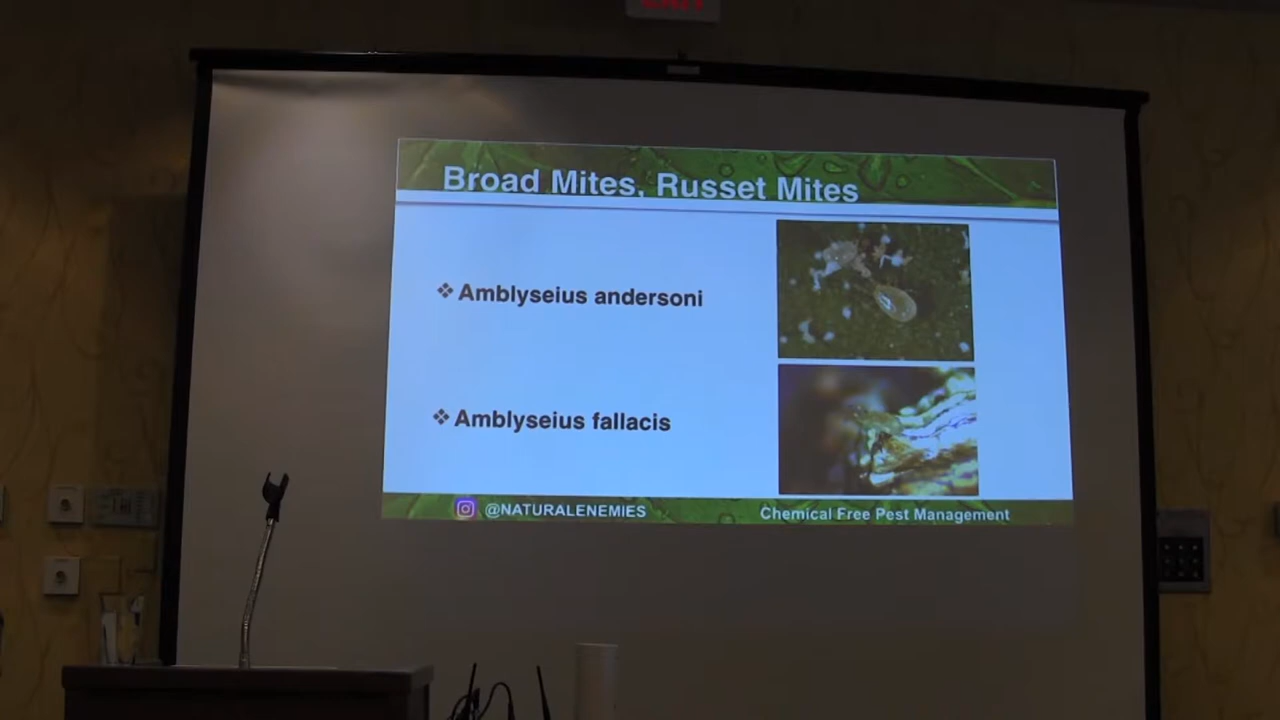 Broad Mites, Russet Mites
❖ Amblyseius andersoni
❖ Amblyseius fallacis
@NATURALENEMIES
Chemical Free Pest Management